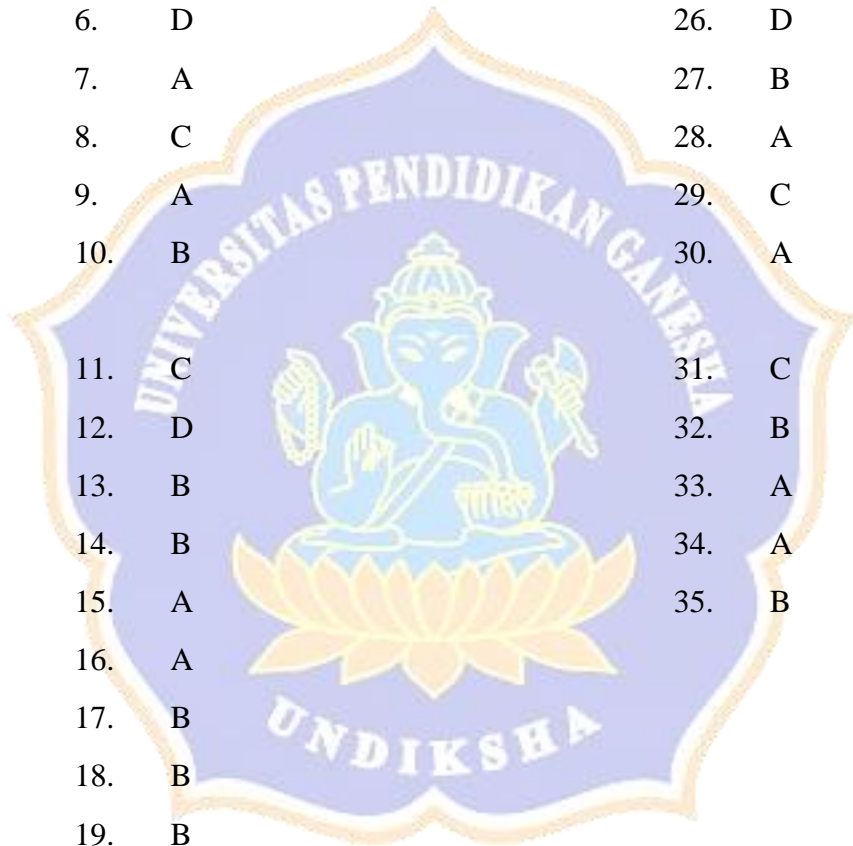 6. D
7. A
8. C
9. A
10. B
11. C
12. D
13. B
14. B
15. A
16. A
17. B
18. B
19. B
26. D
27. B
28. A
29. C
30. A
31. C
32. B
33. A
34. A
35. B
UNIVERSITAS PENDIDIKAN GANESHA
UNDIKSHA